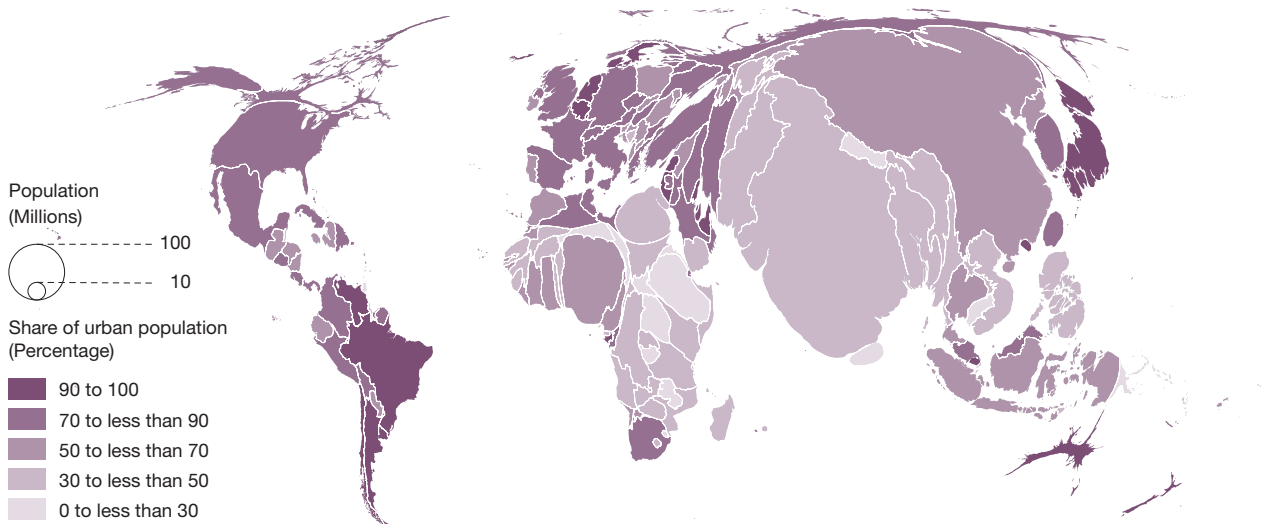 Population
(Millions)
100
10
Share of urban population
(Percentage)
90 to 100
70 to less than 90
50 to less than 70
30 to less than 50
0 to less than 30